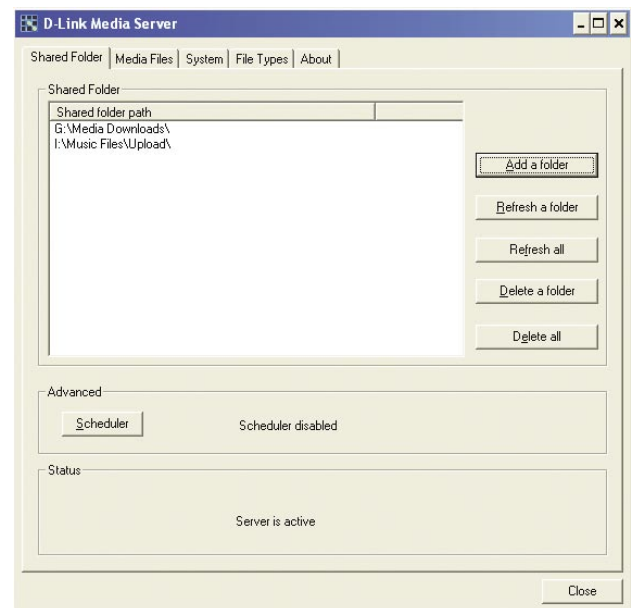 D-Link Media Server
Shared Folder Media Files System File Types About
Shared Folder
Shared folder path
G:\Media Downloads\
I:\Music Files\Upload\
Add a folder
Refresh a folder
Refresh all
Delete a folder
Delete all
Advanced
Scheduler Scheduler disabled
Status
Server is active
Close